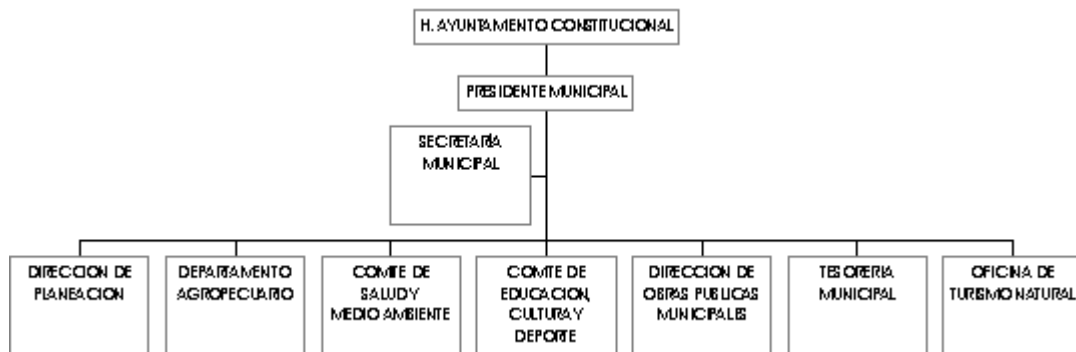 H. AYUNTAMIENTO CONSTITUCIONAL
PRESIDENTE MUNICIPAL
SECRETARÍA
MUNICIPAL
DIRECCION DE
PLANEACION
DEPARTAMENTO
AGROPECUARIO
COMITE DE
SALUD Y
MEDIO AMBIENTE
COMITE DE
EDUCACION,
CULTURA Y
DEPORTE
DIRECCION DE
OBRAS PUBLICAS
MUNICIPALES
TESORERIA
MUNICIPAL
OFICINA DE
TURISMO NATURAL